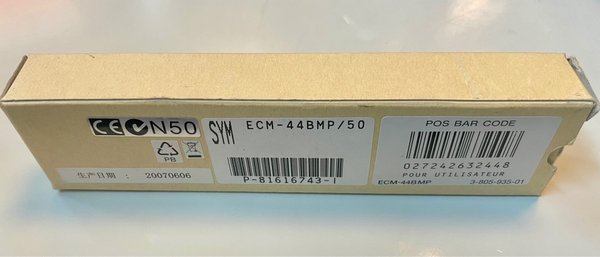 CE N50
PB
生产日期 : 20070606
SYM ECM-44BMP/50
P-81616743-1
POS BAR CODE
027242632448
POUR UTILISATEUR
ECM-44BMP 3-805-935-01